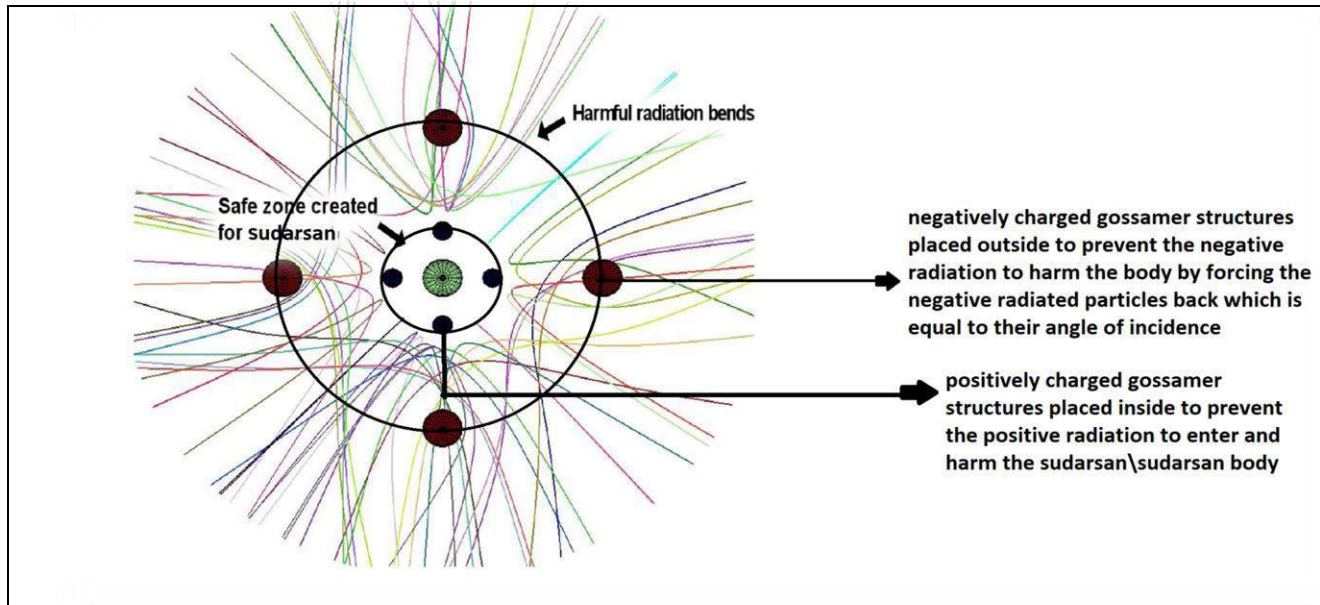 Harmful radiation bends
Safe zone created
for sudarsan
negatively charged gossamer structures
placed outside to prevent the negative
radiation to harm the body by forcing the
negative radiated particles back which is
equal to their angle of incidence
positively charged gossamer
structures placed inside to prevent
the positive radiation to enter and
harm the sudarsan\sudarsan body